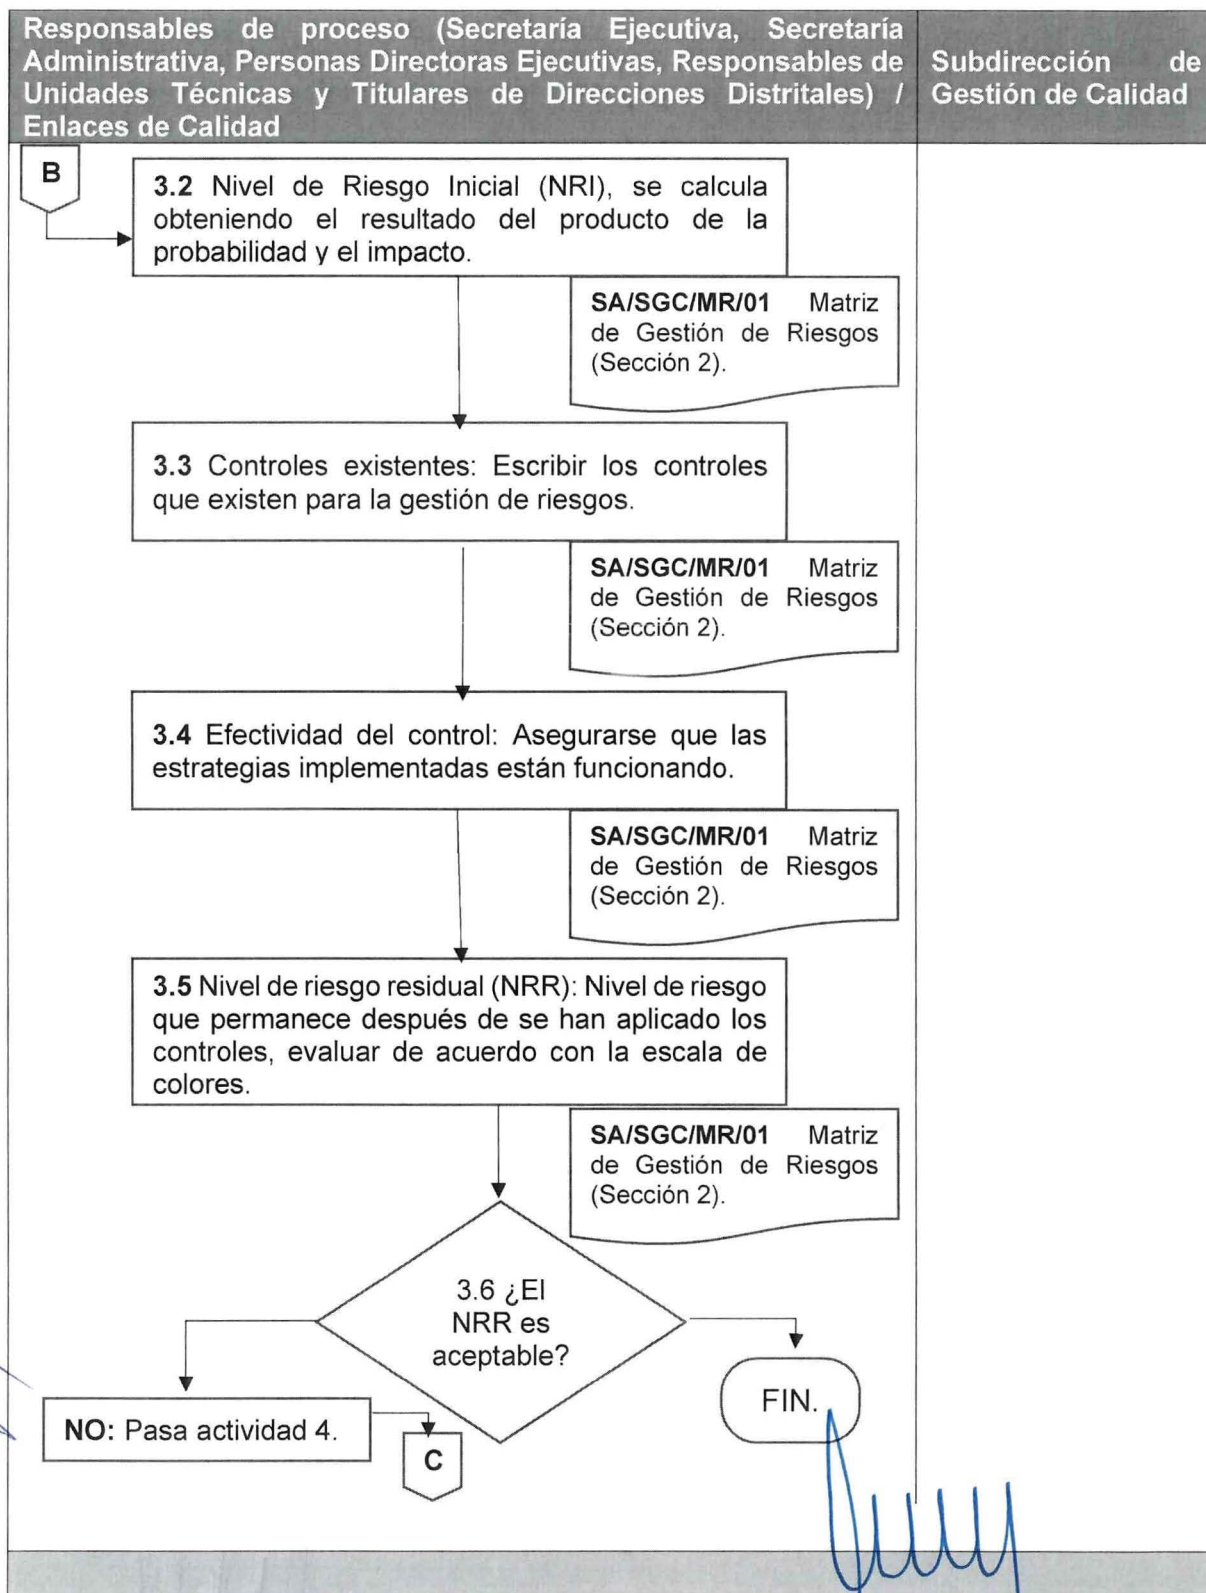 Responsables de proceso (Secretaría Ejecutiva, Secretaría
Administrativa, Personas Directoras Ejecutivas, Responsables de
Unidades Técnicas y Titulares de Direcciones Distritales) /
Enlaces de Calidad
Subdirección de
Gestión de Calidad
B
3.2 Nivel de Riesgo Inicial (NRI), se calcula
obteniendo el resultado del producto de la
probabilidad y el impacto.
SA/SGC/MR/01 Matriz
de Gestión de Riesgos
(Sección 2).
3.3 Controles existentes: Escribir los controles
que existen para la gestión de riesgos.
SA/SGC/MR/01 Matriz
de Gestión de Riesgos
(Sección 2).
3.4 Efectividad del control: Asegurarse que las
estrategias implementadas están funcionando.
SA/SGC/MR/01 Matriz
de Gestión de Riesgos
(Sección 2).
3.5 Nivel de riesgo residual (NRR): Nivel de riesgo
que permanece después de se han aplicado los
controles, evaluar de acuerdo con la escala de
colores.
SA/SGC/MR/01 Matriz
de Gestión de Riesgos
(Sección 2).
3.6 ¿El
NRR es
aceptable?
FIN.
NO: Pasa actividad 4.
C